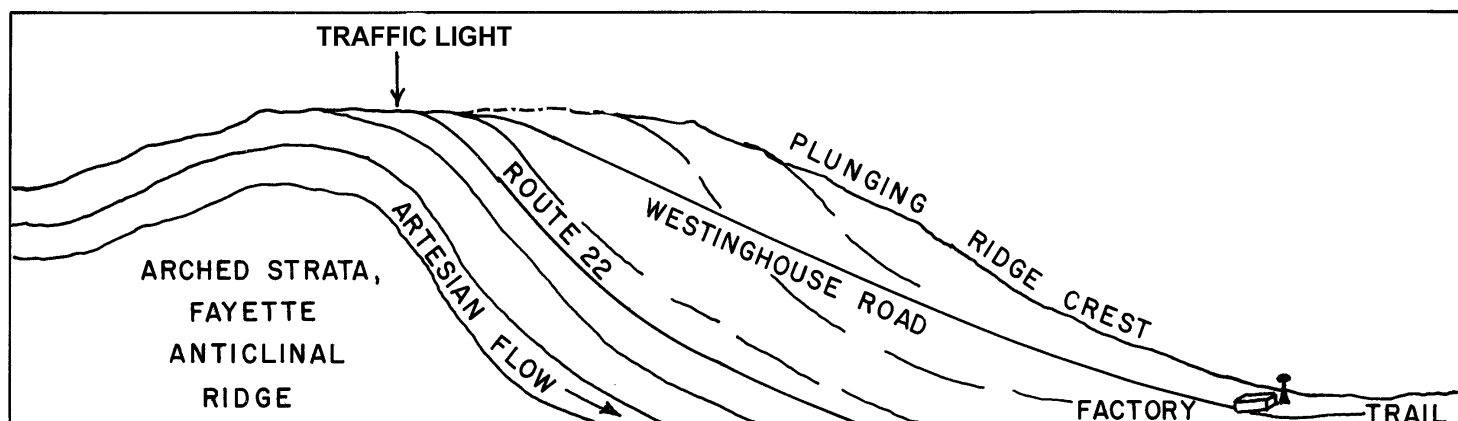 TRAFFIC LIGHT
PLUNGING RIDGE CREST
ROUTE 22
WESTINGHOUSE ROAD
ARTESIAN FLOW
ARCHED STRATA,
FAYETTE
ANTICLINAL
RIDGE
FACTORY
TRAIL